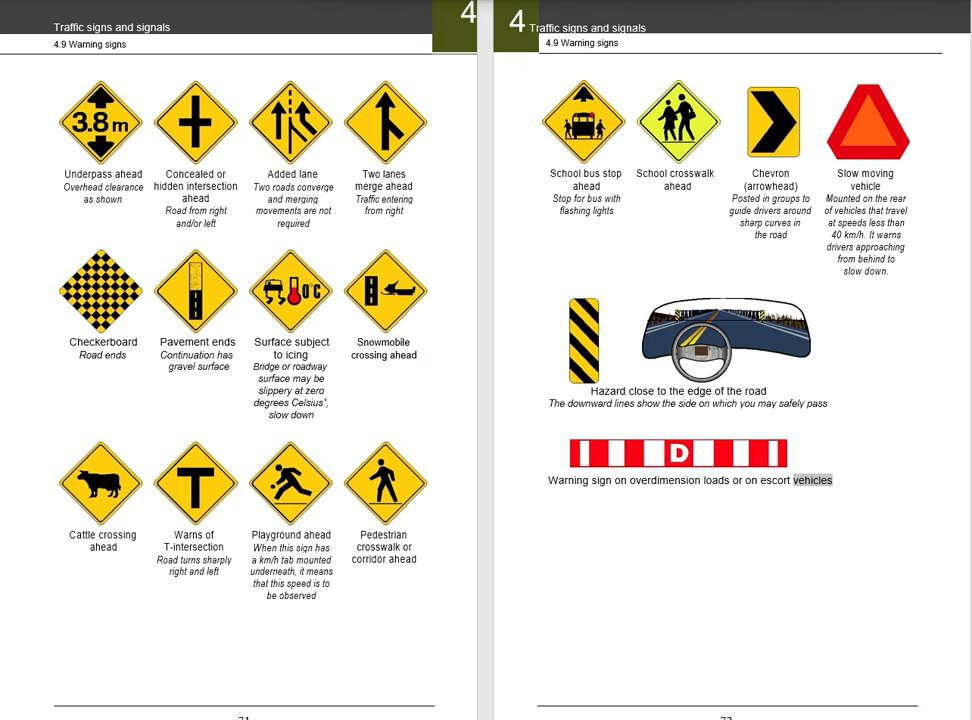 Traffic signs and signals
4
4.9 Warning signs
3.8 m
Underpass ahead
Overhead clearance
as shown
Concealed or
hidden intersection
ahead
Road from right
and/or left
Added lane
Two roads converge
and merging
movements are not
required
Two lanes
merge ahead
Traffic entering
from right
Checkerboard
Road ends
Pavement ends
Continuation has
gravel surface
0°C
Surface subject
to icing
Bridge or roadway
surface may be
slippery at zero
degrees Celsius°,
slow down
Snowmobile
crossing ahead
Cattle crossing
ahead
Warns of
T-intersection
Road turns sharply
right and left
Playground ahead
When this sign has
a km/h tab mounted
underneath, it means
that this speed is to
be observed
Pedestrian
crosswalk or
corridor ahead
71
4 Traffic signs and signals
4.9 Warning signs
School bus stop
ahead
Stop for bus with
flashing lights
School crosswalk
ahead
Chevron
(arrowhead)
Posted in groups to
guide drivers around
sharp curves in
the road
Slow moving
vehicle
Mounted on the rear
of vehicles that travel
at speeds less than
40 km/h. It warns
drivers approaching
from behind to
slow down.
Hazard close to the edge of the road
The downward lines show the side on which you may safely pass
D
Warning sign on overdimension loads or on escort vehicles
72